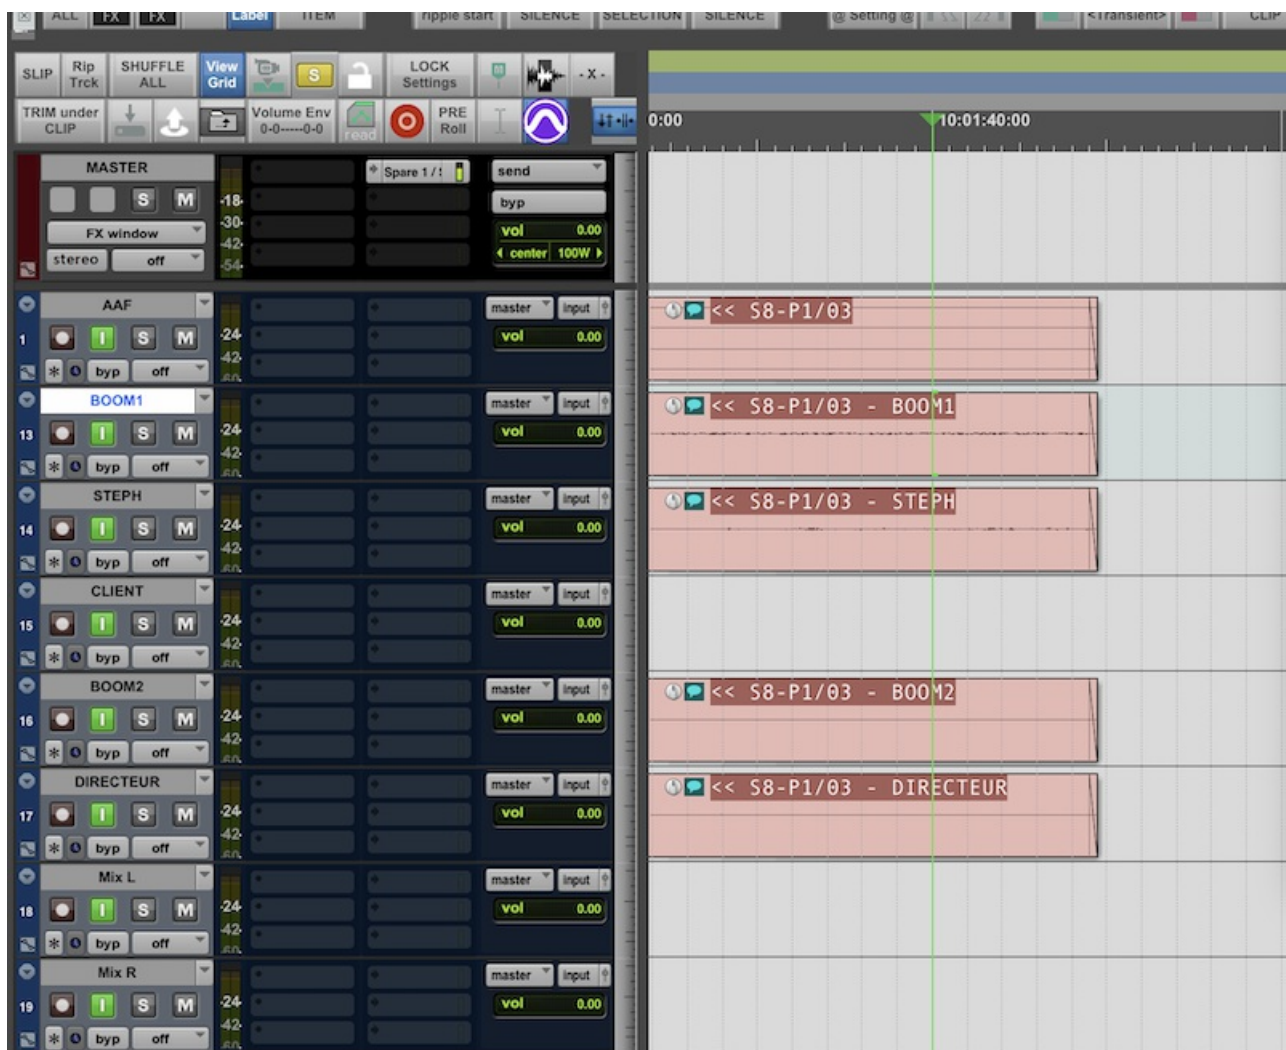 ALL FX FX Label ITEM ripple start SILENCE SELECTION SILENCE @ Setting @ <Transient> CLIP
SLIP Rip Trck SHUFFLE ALL View Grid S LOCK Settings - X -
TRIM under CLIP Volume Env 0-0-----0-0 read PRE Roll
0:00 10:01:40:00
MASTER Spare 1 / send
S M -18- byp
FX window -30- vol 0.00
stereo off -42- center 100W
-54-
AAF master input << S8-P1/03
1 I S M -24- vol 0.00
-42-
* byp off -60-
BOOM1 master input << S8-P1/03 - BOOM1
13 I S M -24- vol 0.00
-42-
* byp off -60-
STEPH master input << S8-P1/03 - STEPH
14 I S M -24- vol 0.00
-42-
* byp off -60-
CLIENT master input
15 I S M -24- vol 0.00
-42-
* byp off -60-
BOOM2 master input << S8-P1/03 - BOOM2
16 I S M -24- vol 0.00
-42-
* byp off -60-
DIRECTEUR master input << S8-P1/03 - DIRECTEUR
17 I S M -24- vol 0.00
-42-
* byp off -60-
Mix L master input
18 I S M -24- vol 0.00
-42-
* byp off -60-
Mix R master input
19 I S M -24- vol 0.00
-42-
* byp off -60-